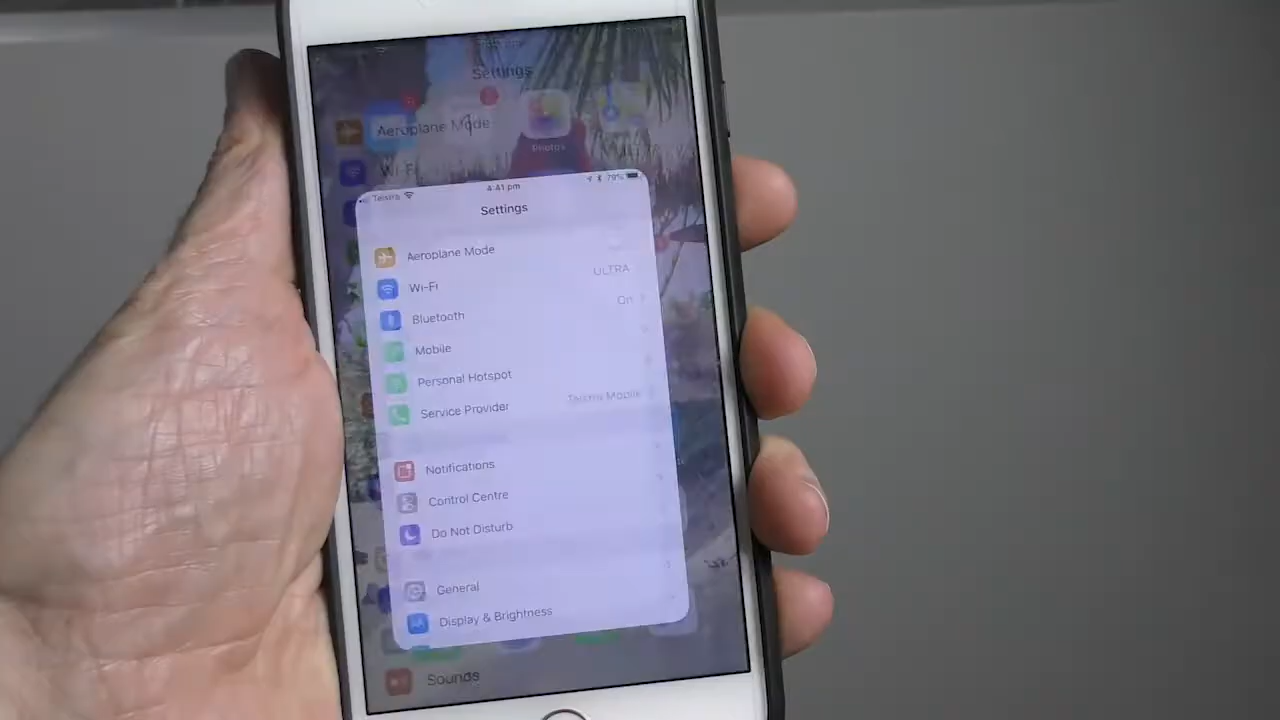 Settings
Aeroplane Mode
Photos
Wi-Fi
Telstra 4:41 pm 79%
Settings
Aeroplane Mode
Wi-Fi ULTRA
Bluetooth On
Mobile
Personal Hotspot
Service Provider Telstra Mobile
Notifications
Control Centre
Do Not Disturb
General
Display & Brightness
Sounds